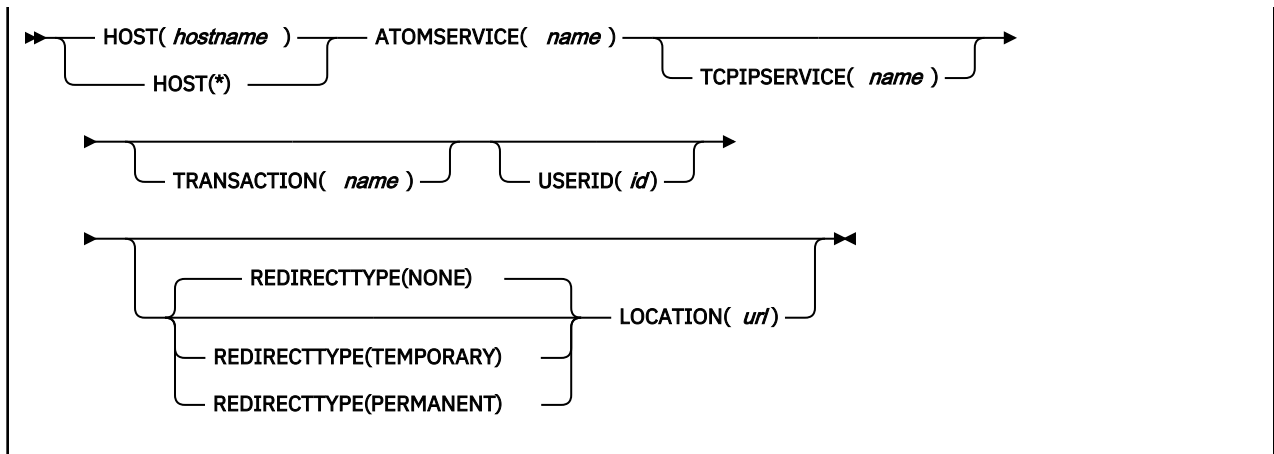 HOST( hostname ) ATOMSERVICE( name )
HOST(*) TCPIPSERVICE( name )
TRANSACTION( name ) USERID( id)
REDIRECTTYPE(NONE)
LOCATION( url)
REDIRECTTYPE(TEMPORARY)
REDIRECTTYPE(PERMANENT)